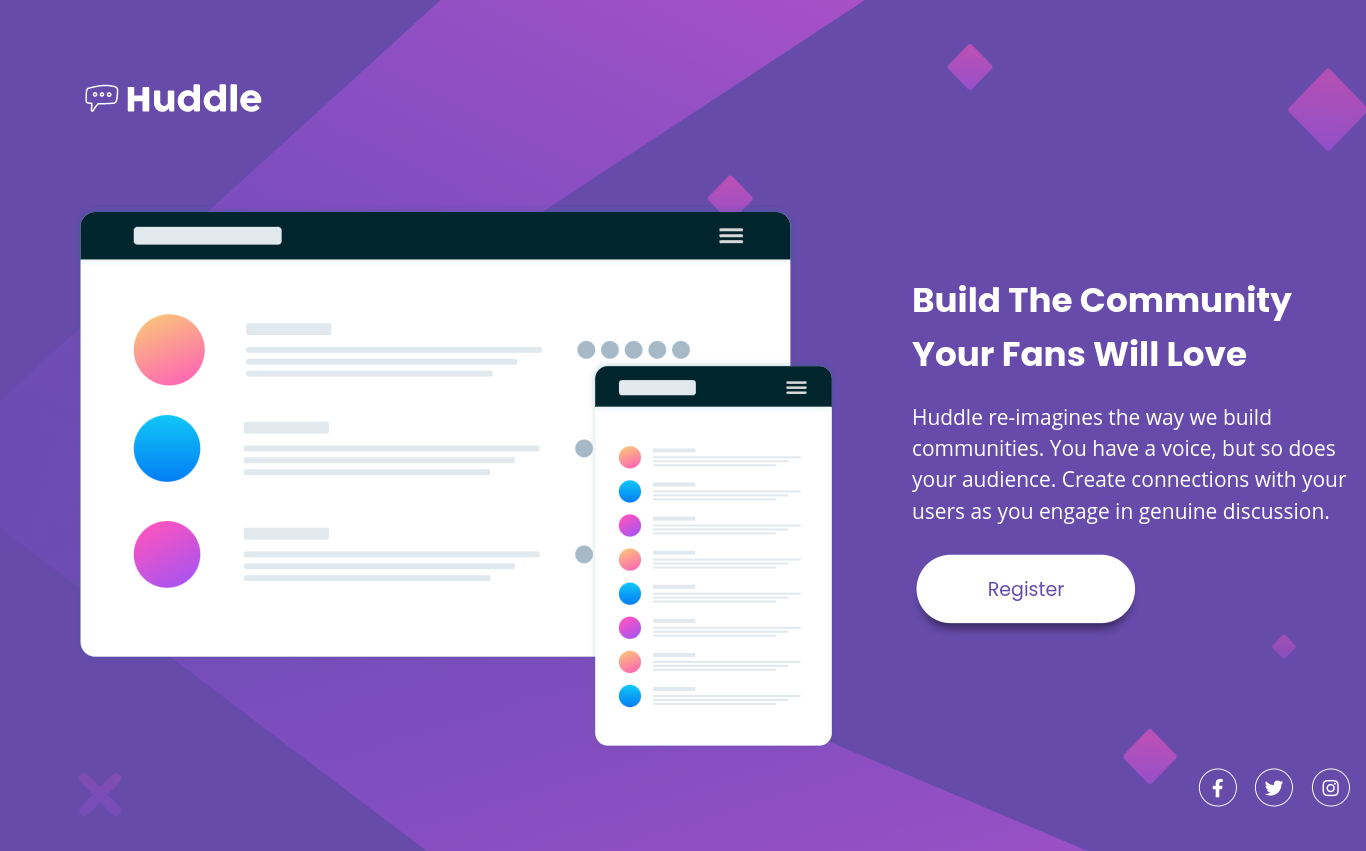 Huddle
Build The Community
Your Fans Will Love
Huddle re-imagines the way we build
communities. You have a voice, but so does
your audience. Create connections with your
users as you engage in genuine discussion.
Register